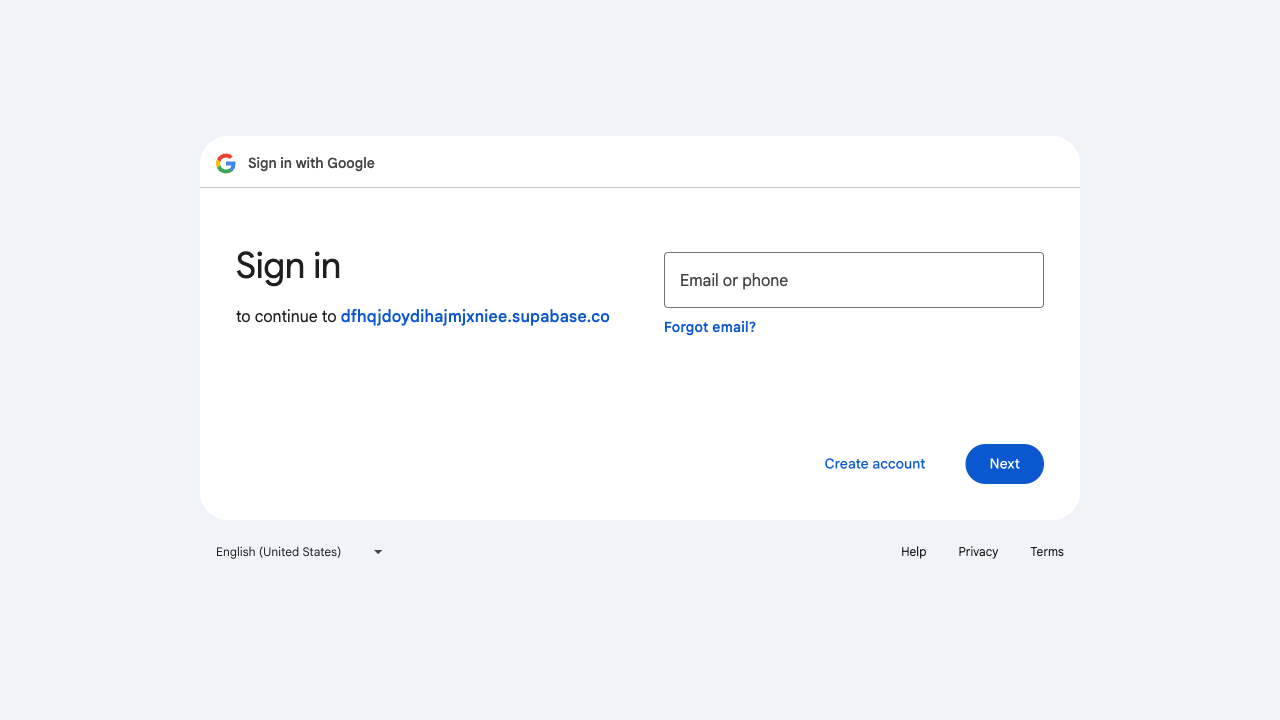 Sign in with Google
Sign in
to continue to dfhqjdoydihajmjxniee.supabase.co
Email or phone
Forgot email?
Create account
Next
English (United States)
Help
Privacy
Terms